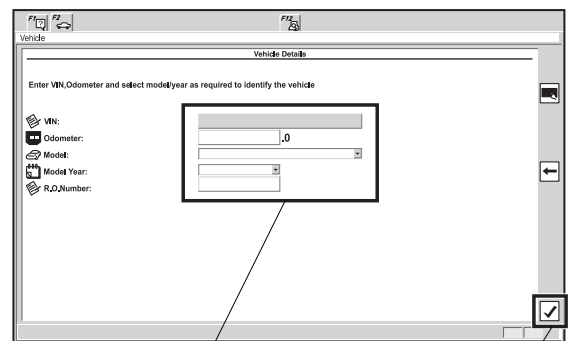 F1 F2 F12
Vehicle
Vehicle Details
Enter VIN,Odometer and select model/year as required to identify the vehicle
VIN:
Odometer: .0
Model:
Model Year:
R.O.Number: